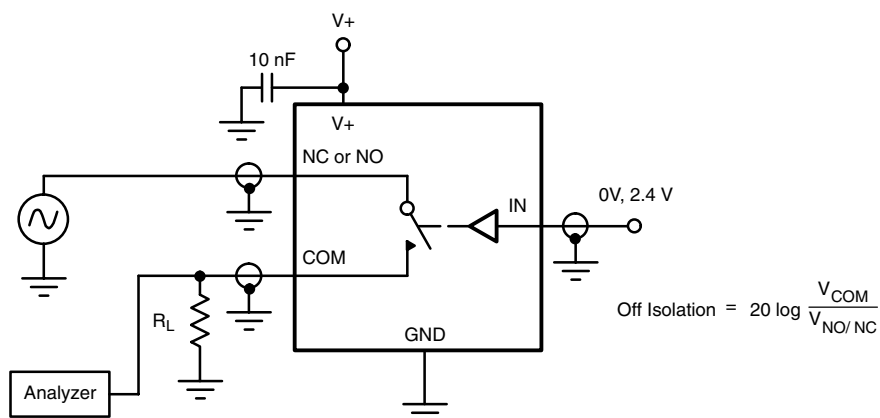 V+
10 nF
V+
NC or NO
0V, 2.4 V
IN
COM
Off Isolation = 20 log V_COM / V_NO/ NC
R_L
GND
Analyzer